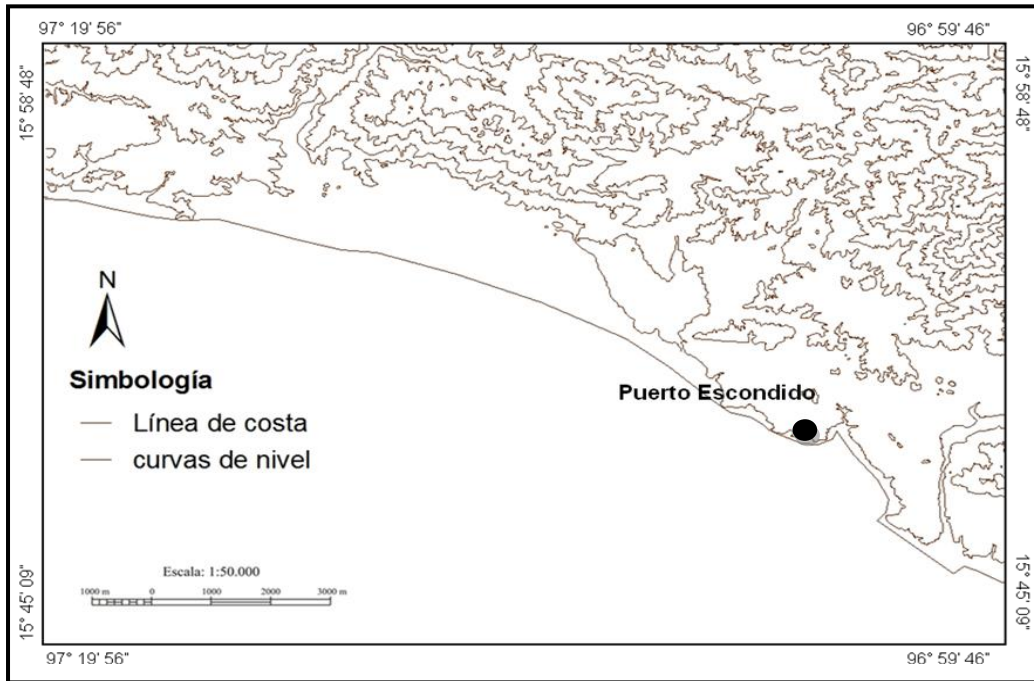 97° 19' 56"
96° 59' 46"
15° 58' 48"
15° 58' 48"
N
Simbología
Línea de costa
curvas de nivel
Puerto Escondido
Escala: 1:50.000
1000 m 0 1000 2000 3000 m
15° 45' 09"
15° 45' 09"
97° 19' 56"
96° 59' 46"